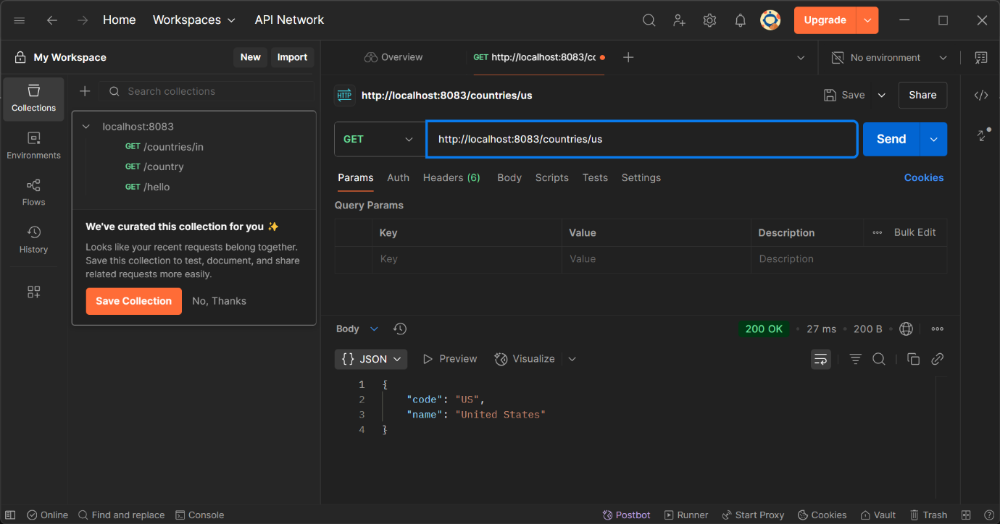 Home Workspaces API Network Upgrade
My Workspace New Import Overview GET http://localhost:8083/cc No environment
Collections
Environments
Flows
History
Search collections
localhost:8083
GET /countries/in
GET /country
GET /hello
We've curated this collection for you ✨
Looks like your recent requests belong together.
Save this collection to test, document, and share
related requests more easily.
Save Collection No, Thanks
HTTP http://localhost:8083/countries/us Save Share
GET http://localhost:8083/countries/us Send
Params Auth Headers (6) Body Scripts Tests Settings Cookies
Query Params
Key Value Description Bulk Edit
Key Value Description
Body 200 OK • 27 ms • 200 B
{} JSON Preview Visualize
1 {
2 "code": "US",
3 "name": "United States"
4 }
Online Find and replace Console Postbot Runner Start Proxy Cookies Vault Trash